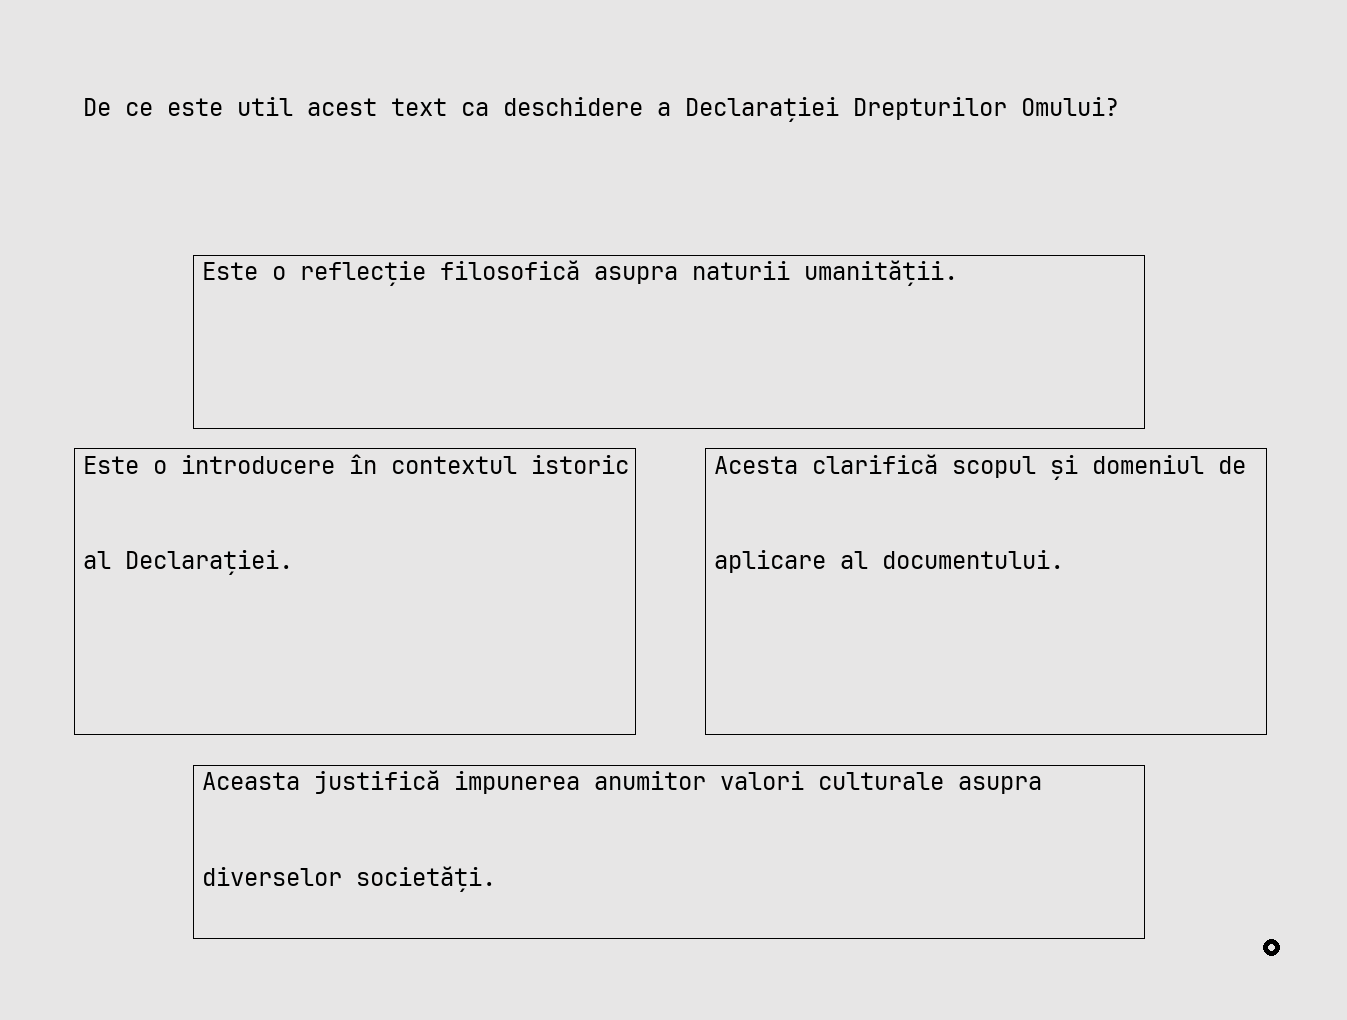 De ce este util acest text ca deschidere a Declarației Drepturilor Omului?
Este o reflecție filosofică asupra naturii umanității.
Este o introducere în contextul istoric
al Declarației.
Acesta clarifică scopul și domeniul de
aplicare al documentului.
Aceasta justifică impunerea anumitor valori culturale asupra
diverselor societăți.